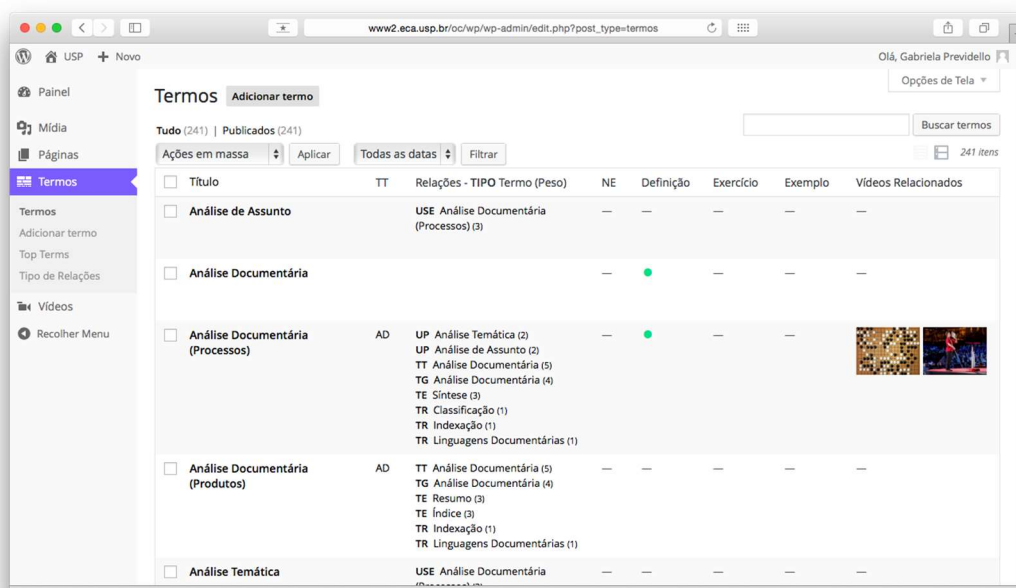 www2.eca.usp.br/oc/wp/wp-admin/edit.php?post_type=termos
USP + Novo
Olá, Gabriela Previdello
Opções de Tela
Painel
Mídia
Páginas
Termos
Termos
Adicionar termo
Top Terms
Tipo de Relações
Vídeos
Recolher Menu
Termos Adicionar termo
Tudo (241) | Publicados (241)
Buscar termos
Ações em massa Aplicar Todas as datas Filtrar
241 itens
Título TT Relações - TIPO Termo (Peso) NE Definição Exercício Exemplo Vídeos Relacionados
Análise de Assunto USE Análise Documentária
(Processos) (3)
— — — — —
Análise Documentária — — — —
Análise Documentária
(Processos)
AD
UP Análise Temática (2)
UP Análise de Assunto (2)
TT Análise Documentária (5)
TG Análise Documentária (4)
TE Síntese (3)
TR Classificação (1)
TR Indexação (1)
TR Linguagens Documentárias (1)
— — —
Análise Documentária
(Produtos)
AD
TT Análise Documentária (5)
TG Análise Documentária (4)
TE Resumo (3)
TE Índice (3)
TR Indexação (1)
TR Linguagens Documentárias (1)
— — — — —
Análise Temática USE Análise Documentária
(Processos) (3)
— — — — —